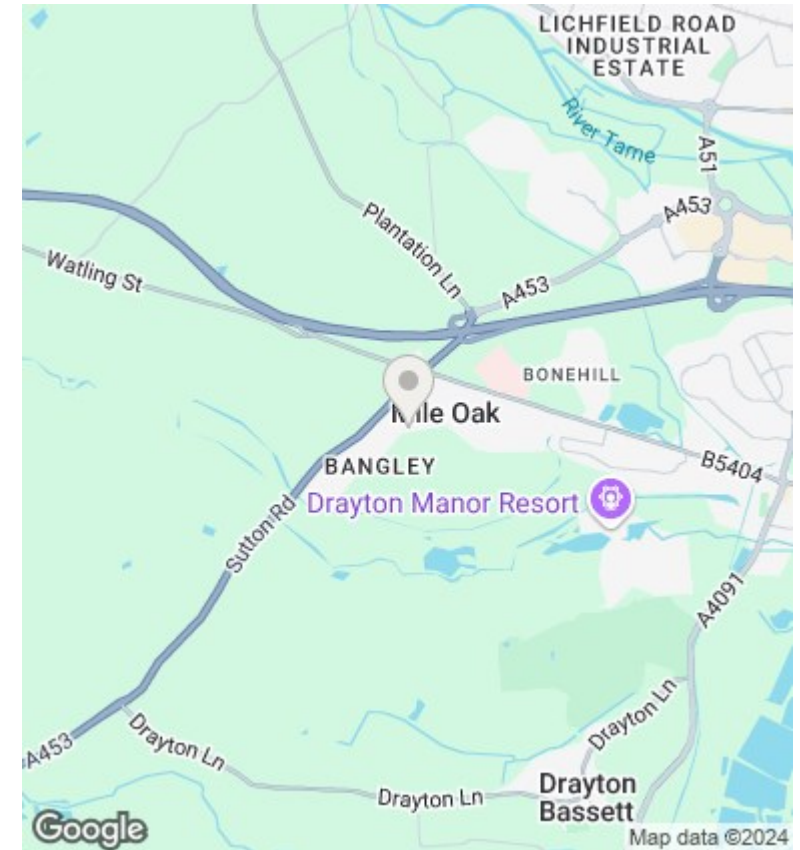 LICHFIELD ROAD
INDUSTRIAL
ESTATE
River Tame
A51
A453
Plantation Ln
A453
Watling St
BONEHILL
Mile Oak
BANGLEY
B5404
Drayton Manor Resort
Sutton Rd
A4091
Drayton Ln
A453
Drayton Ln
Drayton Ln
Drayton
Bassett
Google
Map data ©2024